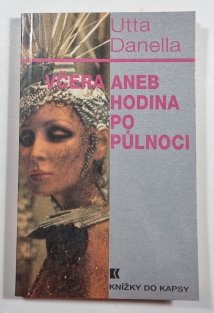 Utta
Danella
VČERA ANEB
HODINA
PO
PŮLNOCI
K
KNÍŽKY DO KAPSY